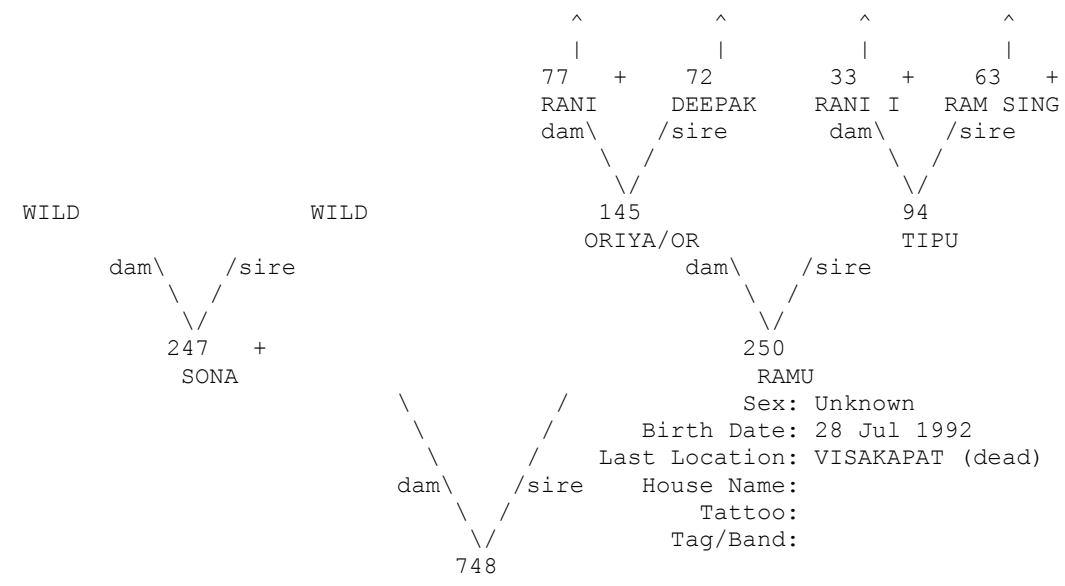 ^ ^ ^ ^
| | | |
77 + 72 33 + 63 +
RANI DEEPAK RANI I RAM SING
dam\ /sire dam\ /sire
\ / \ /
\/ \/
WILD WILD 145 94
ORIYA/OR TIPU
dam\ /sire dam\ /sire
\ / \ /
\/ \/
247 + 250
SONA RAMU
\ / Sex: Unknown
\ / Birth Date: 28 Jul 1992
\ / Last Location: VISAKAPAT (dead)
dam\ /sire House Name:
\ / Tattoo:
\/ Tag/Band:
748